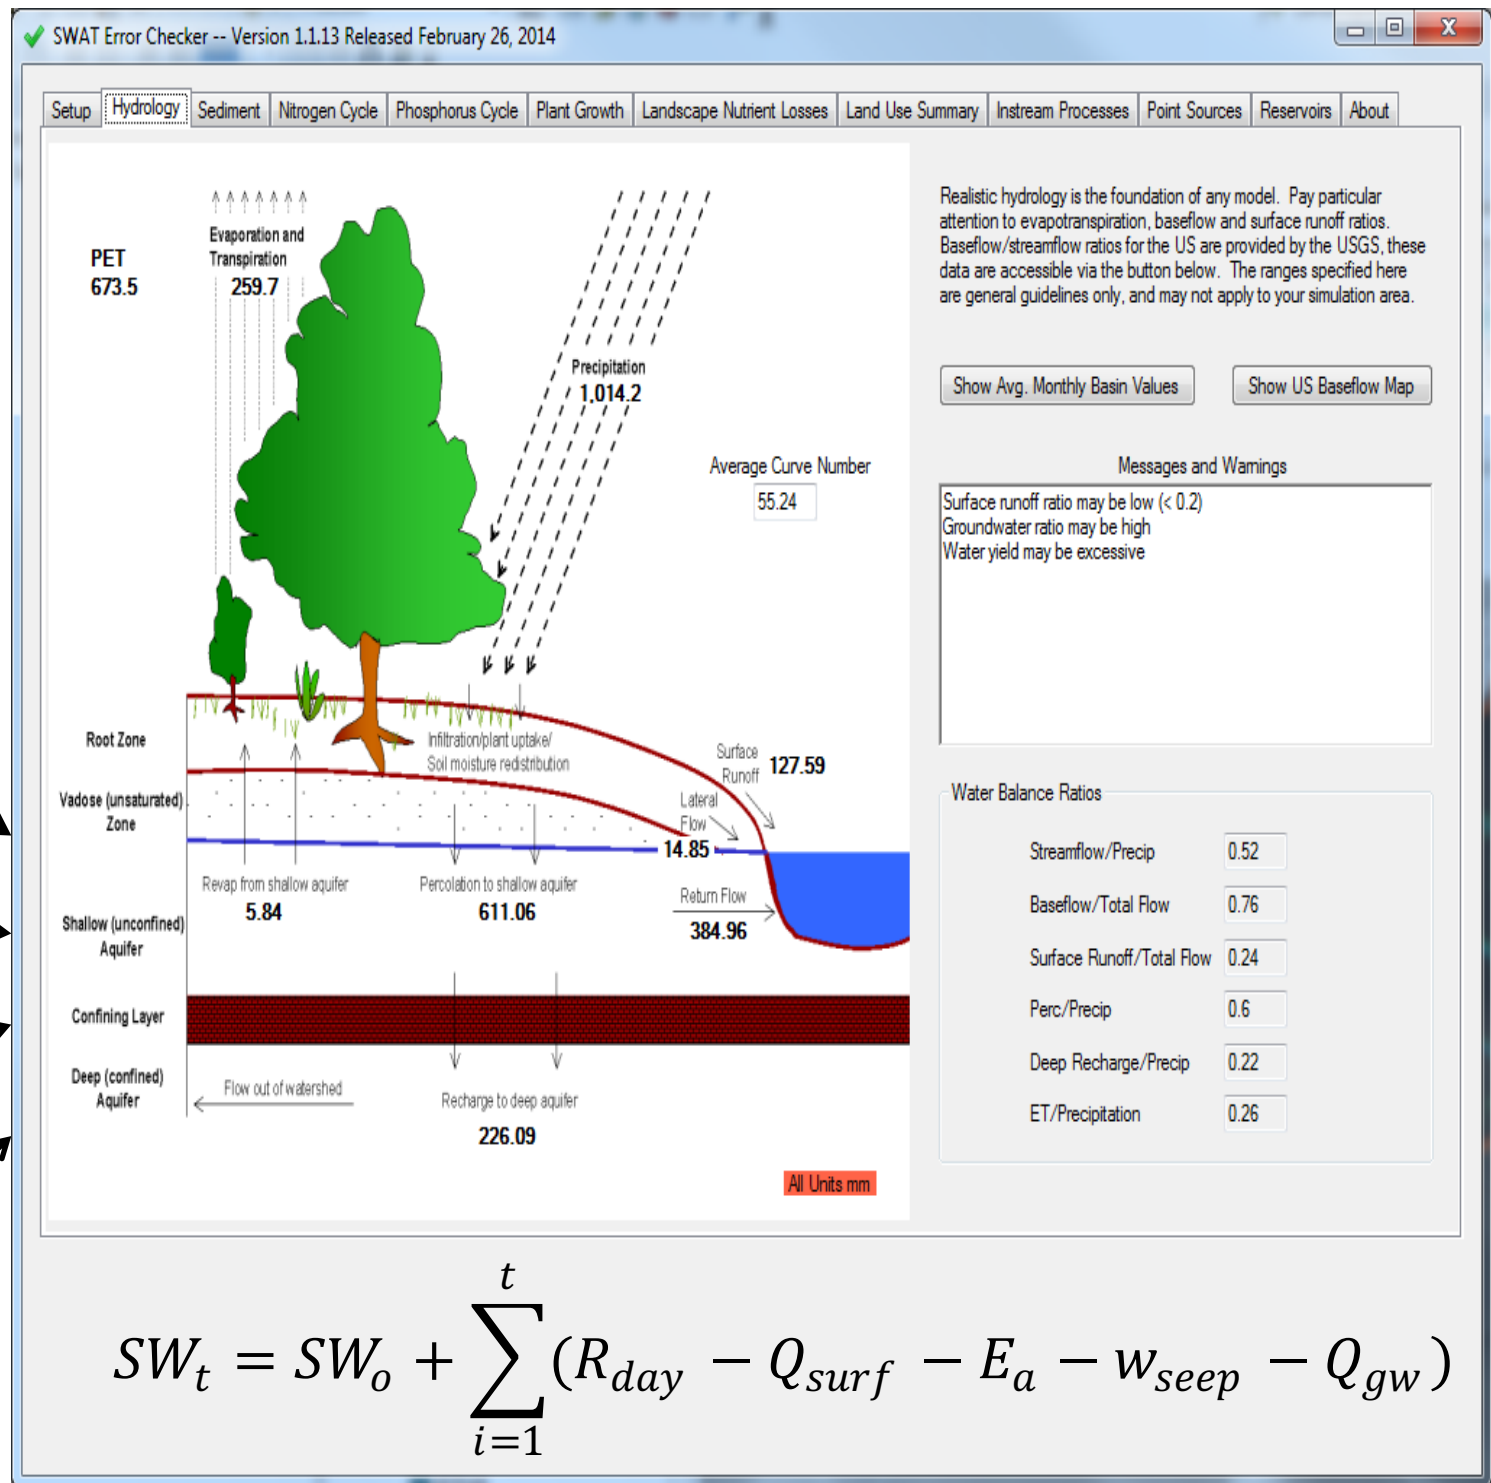 SWAT Error Checker -- Version 1.1.13 Released February 26, 2014
Setup Hydrology Sediment Nitrogen Cycle Phosphorus Cycle Plant Growth Landscape Nutrient Losses Land Use Summary Instream Processes Point Sources Reservoirs About
PET
673.5
Evaporation and
Transpiration
259.7
Precipitation
1,014.2
Average Curve Number
55.24
Root Zone
Infiltration/plant uptake/
Soil moisture redistribution
Surface
Runoff 127.59
Vadose (unsaturated)
Zone
Lateral
Flow
14.85
Revap from shallow aquifer
5.84
Percolation to shallow aquifer
611.06
Return Flow
384.96
Shallow (unconfined)
Aquifer
Confining Layer
Deep (confined)
Aquifer
Flow out of watershed
Recharge to deep aquifer
226.09
All Units mm
Realistic hydrology is the foundation of any model. Pay particular
attention to evapotranspiration, baseflow and surface runoff ratios.
Baseflow/streamflow ratios for the US are provided by the USGS, these
data are accessible via the button below. The ranges specified here
are general guidelines only, and may not apply to your simulation area.
Show Avg. Monthly Basin Values
Show US Baseflow Map
Messages and Warnings
Surface runoff ratio may be low (< 0.2)
Groundwater ratio may be high
Water yield may be excessive
Water Balance Ratios
Streamflow/Precip 0.52
Baseflow/Total Flow 0.76
Surface Runoff/Total Flow 0.24
Perc/Precip 0.6
Deep Recharge/Precip 0.22
ET/Precipitation 0.26
SW_t = SW_o + ∑_{i=1}^{t} (R_day − Q_surf − E_a − w_seep − Q_gw)